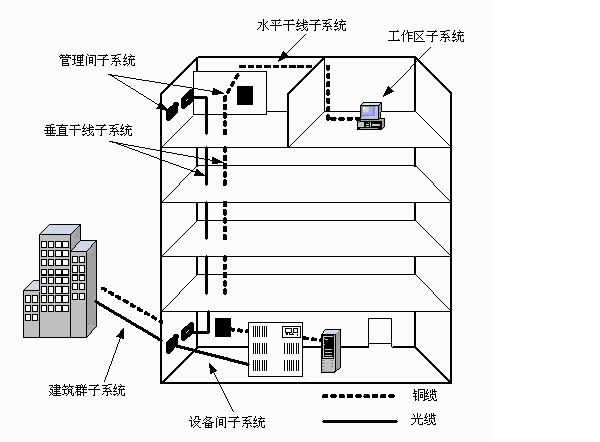 水平干线子系统
工作区子系统
管理间子系统
垂直干线子系统
建筑群子系统
设备间子系统
铜缆
光缆